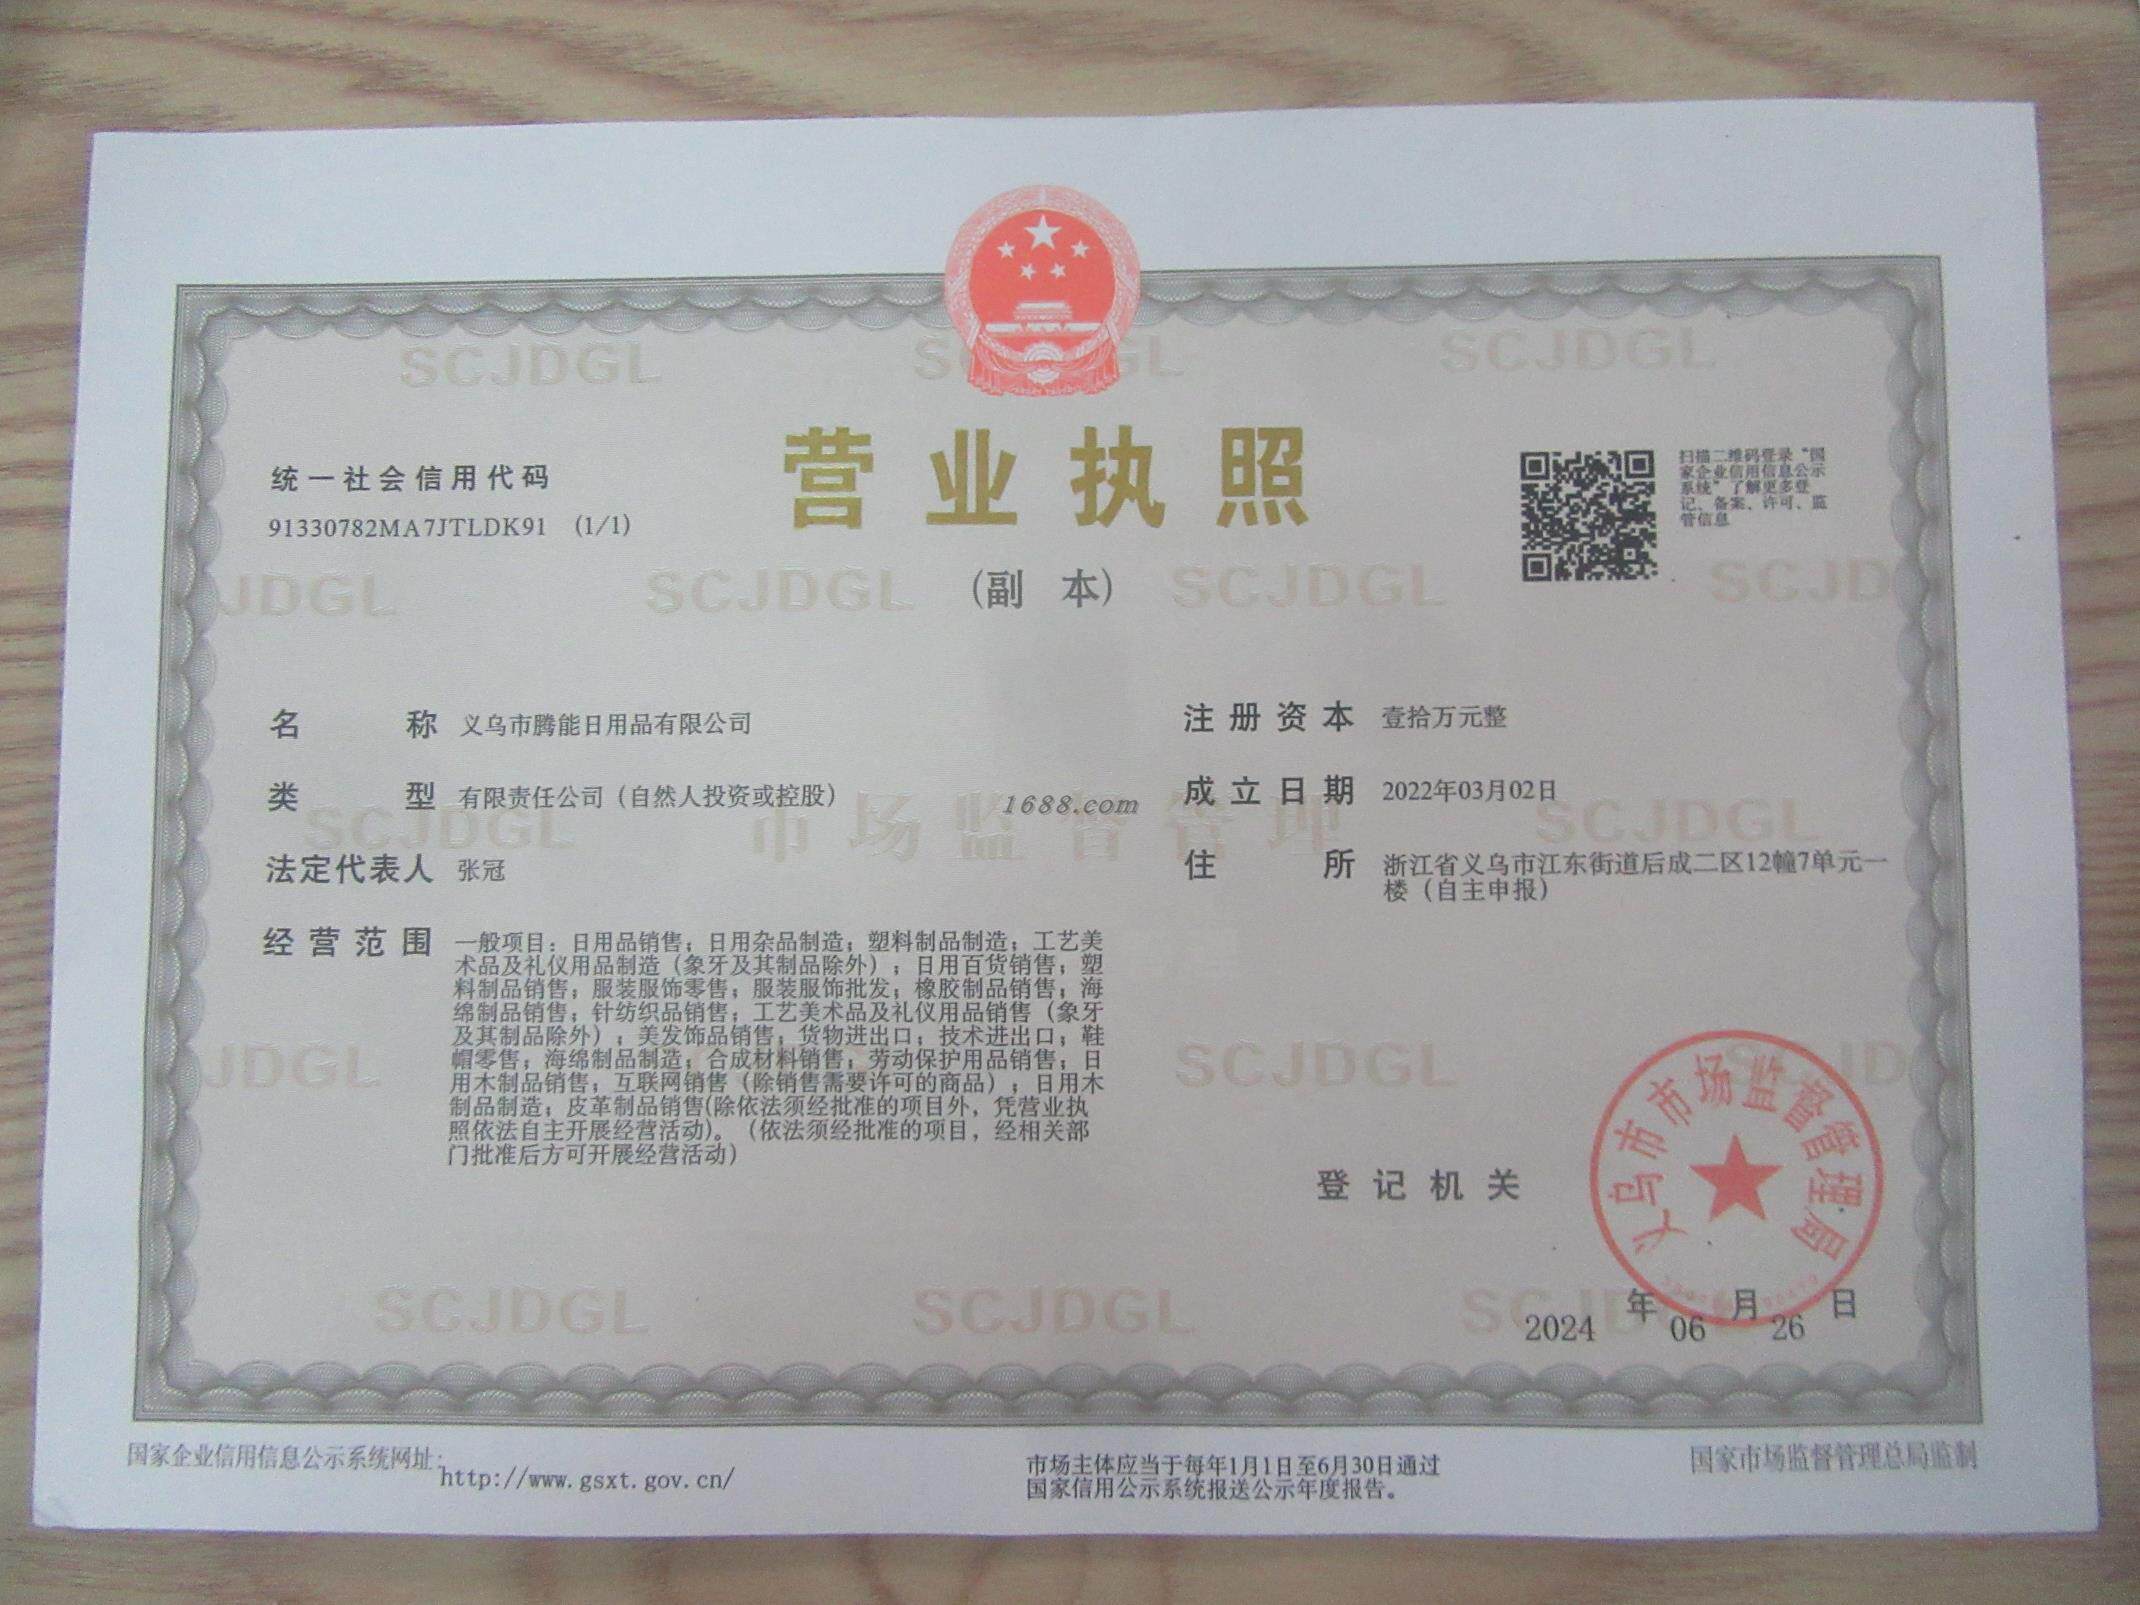 统一社会信用代码
91330782MA7JTLDK91 (1/1)
营业执照
(副 本)
扫描二维码登录“国
家企业信用信息公示
系统”了解更多登
记、备案、许可、监
管信息
名 称 义乌市腾能日用品有限公司
类 型 有限责任公司（自然人投资或控股）
法定代表人 张冠
经营范围 一般项目：日用品销售；日用杂品制造；塑料制品制造；工艺美
术品及礼仪用品制造（象牙及其制品除外）；日用百货销售；塑
料制品销售；服装服饰零售；服装服饰批发；橡胶制品销售；海
绵制品销售；针纺织品销售；工艺美术品及礼仪用品销售（象牙
及其制品除外）；美发饰品销售；货物进出口；技术进出口；鞋
帽零售；海绵制品制造；合成材料销售；劳动保护用品销售；日
用木制品销售；互联网销售（除销售需要许可的商品）；日用木
制品制造；皮革制品销售(除依法须经批准的项目外，凭营业执
照依法自主开展经营活动)。（依法须经批准的项目，经相关部
门批准后方可开展经营活动）
注册资本 壹拾万元整
成立日期 2022年03月02日
住 所 浙江省义乌市江东街道后成二区12幢7单元一
楼（自主申报）
1688.com
市场监督管理
SCJDGL
登记机关
义乌市市场监督管理局
2024 年 06 月 26 日
国家企业信用信息公示系统网址：
http://www.gsxt.gov.cn/
市场主体应当于每年1月1日至6月30日通过
国家信用公示系统报送公示年度报告。
国家市场监督管理总局监制